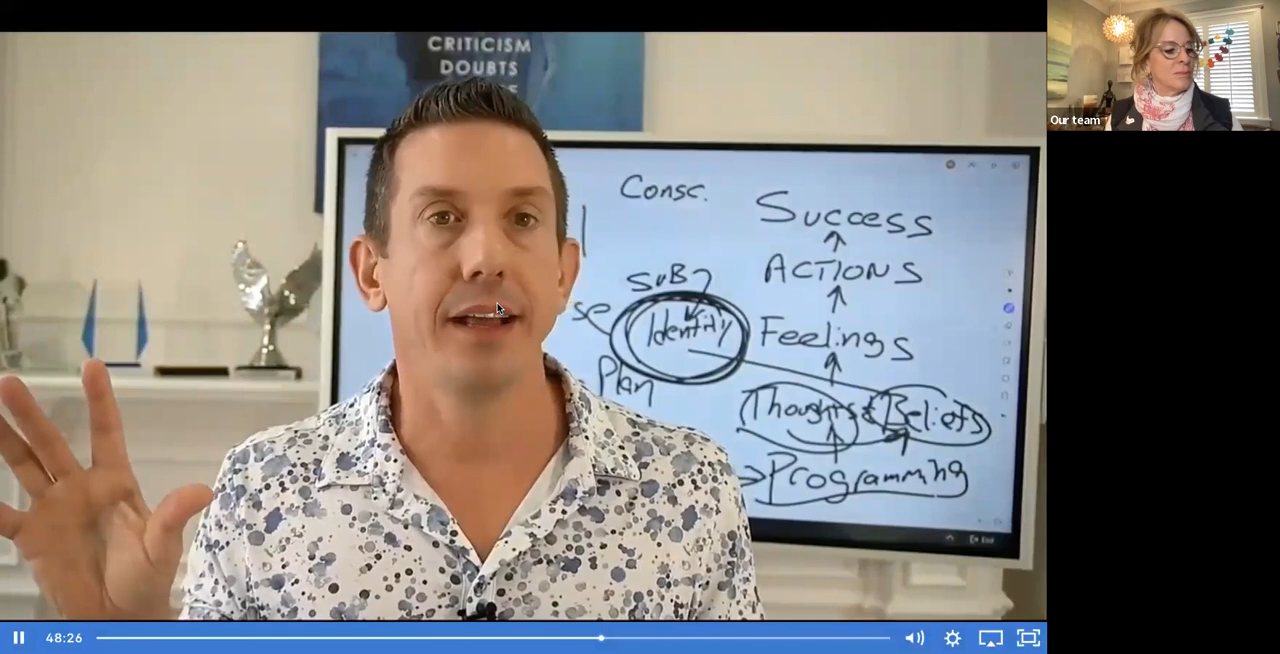 CRITICISM
DOUBTS
Consc.
Success
ACTIONS
SUB
Identity
Feelings
se
Plan
Thoughts & Beliefs
Programming
48:26
Our team